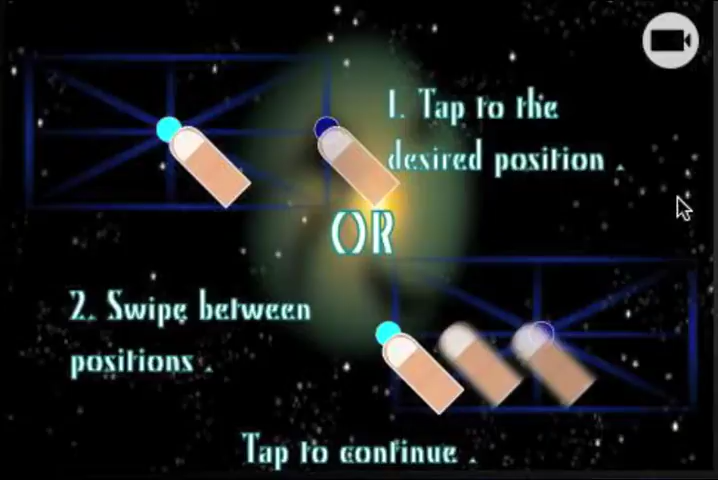 1. Tap to the
desired position .
OR
2. Swipe between
positions .
Tap to continue .